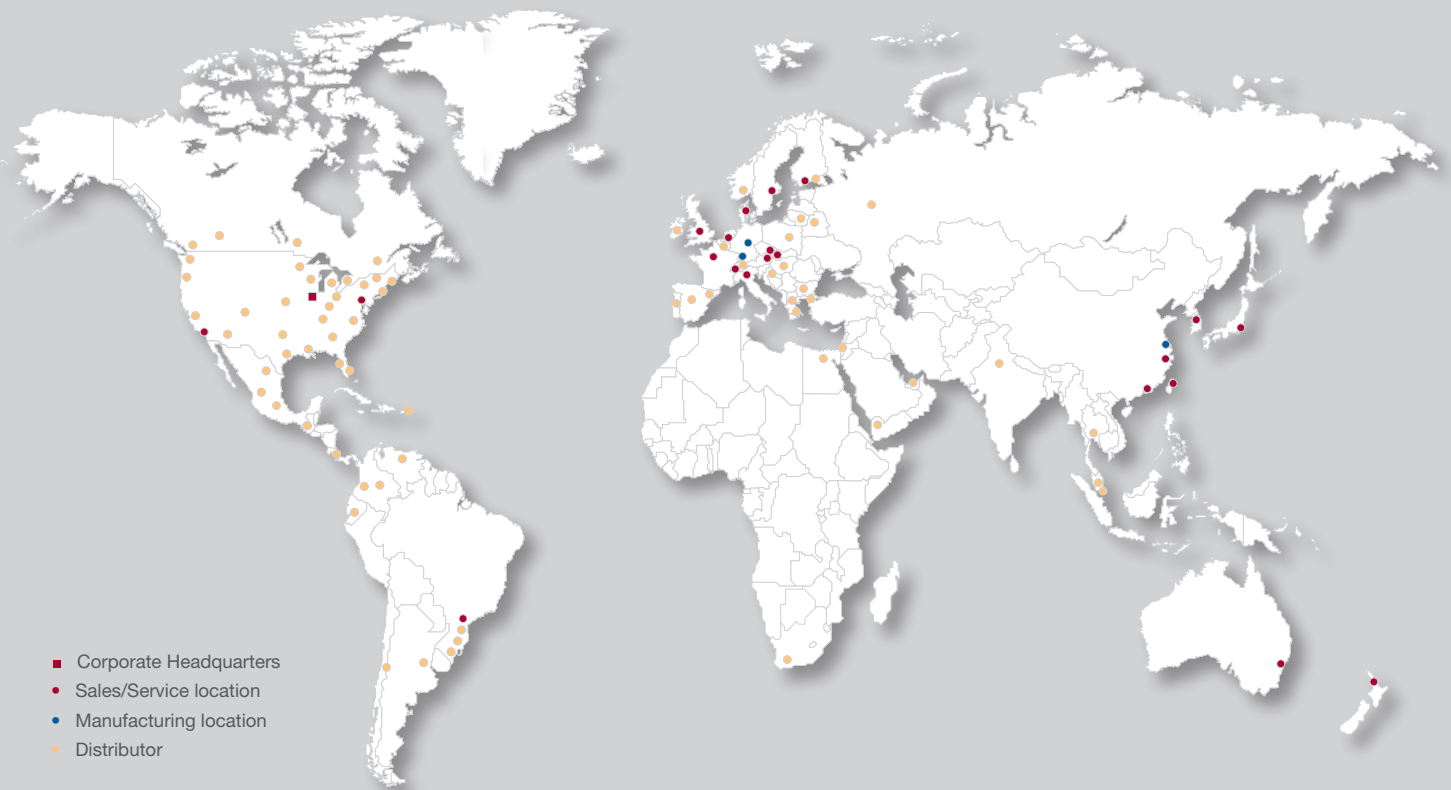 Corporate Headquarters
Sales/Service location
Manufacturing location
Distributor